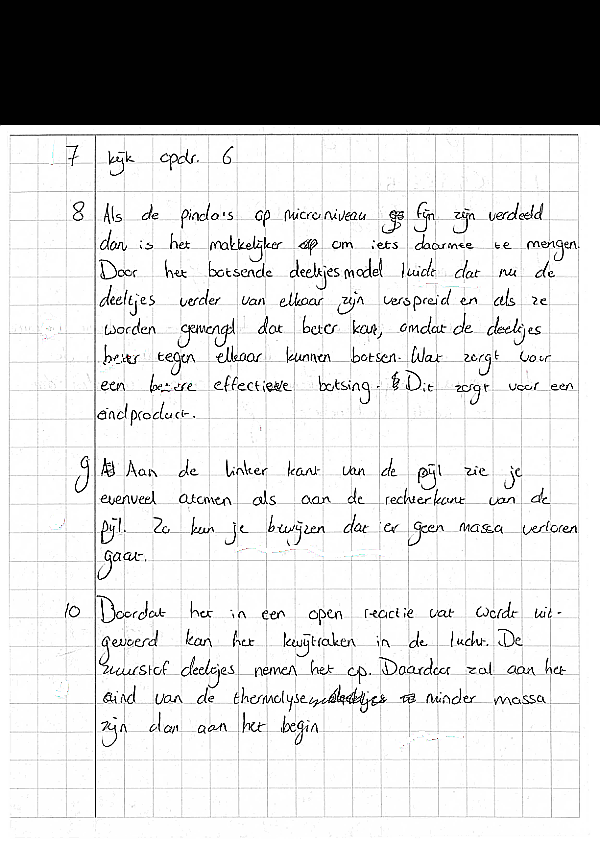 7 kijk opdr. 6
8 Als de pinda's op microniveau fijn zijn verdeeld
dan is het makkelijker om iets daarmee te mengen.
Door het botsende deeltjesmodel luidt dat nu de
deeltjes verder van elkaar zijn verspreid en als ze
worden gemengd dat beter kan, omdat de deeltjes
beter tegen elkaar kunnen botsen. Wat zorgt voor
een betere effectieve botsing. Dit zorgt voor een
eindproduct.
9 Aan de linker kant van de pijl zie je
evenveel atomen als aan de rechterkant van de
pijl. Zo kun je bewijzen dat er geen massa verloren
gaat.
10 Doordat het in een open reactie vat wordt uit-
gevoerd kan het kwijtraken in de lucht. De
zuurstof deeltjes nemen het op. Daardoor zal aan het
eind van de thermolyse minder massa
zijn dan aan het begin